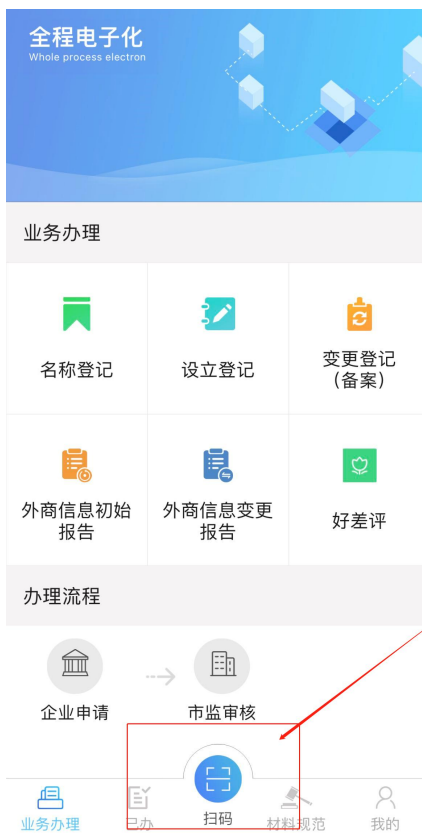 全程电子化
Whole process electron
业务办理
名称登记
设立登记
变更登记
（备案）
外商信息初始
报告
外商信息变更
报告
好差评
办理流程
企业申请
市监审核
业务办理
已办
扫码
材料规范
我的